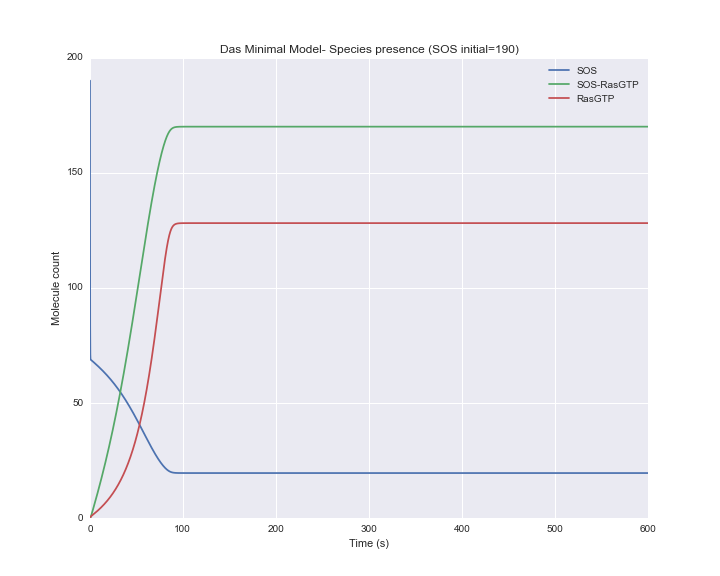 Das Minimal Model- Species presence (SOS initial=190)
SOS
SOS-RasGTP
RasGTP
Molecule count
200
150
100
50
0
0 100 200 300 400 500 600
Time (s)